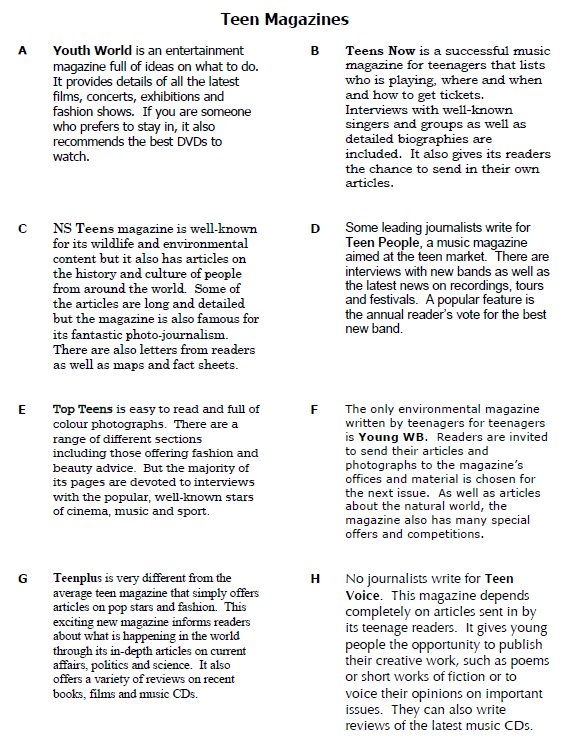 Teen Magazines
A
Youth World is an entertainment
magazine full of ideas on what to do.
It provides details of all the latest
films, concerts, exhibitions and
fashion shows.  If you are someone
who prefers to stay in, it also
recommends the best DVDs to
watch.
B
Teens Now is a successful music
magazine for teenagers that lists
who is playing, where and when
and how to get tickets.
Interviews with well-known
singers and groups as well as
detailed biographies are
included.  It also gives its readers
the chance to send in their own
articles.
C
NS Teens magazine is well-known
for its wildlife and environmental
content but it also has articles on
the history and culture of people
from around the world.  Some of
the articles are long and detailed
but the magazine is also famous for
its fantastic photo-journalism.
There are also letters from readers
as well as maps and fact sheets.
D
Some leading journalists write for
Teen People, a music magazine
aimed at the teen market.  There are
interviews with new bands as well as
the latest news on recordings, tours
and festivals.  A popular feature is
the annual reader's vote for the best
new band.
E
Top Teens is easy to read and full of
colour photographs.  There are a
range of different sections
including those offering fashion and
beauty advice.  But the majority of
its pages are devoted to interviews
with the popular, well-known stars
of cinema, music and sport.
F
The only environmental magazine
written by teenagers for teenagers
is Young WB.  Readers are invited
to send their articles and
photographs to the magazine's
offices and material is chosen for
the next issue.  As well as articles
about the natural world, the
magazine also has many special
offers and competitions.
G
Teenplus is very different from the
average teen magazine that simply offers
articles on pop stars and fashion.  This
exciting new magazine informs readers
about what is happening in the world
through its in-depth articles on current
affairs, politics and science.  It also
offers a variety of reviews on recent
books, films and music CDs.
H
No journalists write for Teen
Voice.  This magazine depends
completely on articles sent in by
its teenage readers.  It gives young
people the opportunity to publish
their creative work, such as poems
or short works of fiction or to
voice their opinions on important
issues.  They can also write
reviews of the latest music CDs.